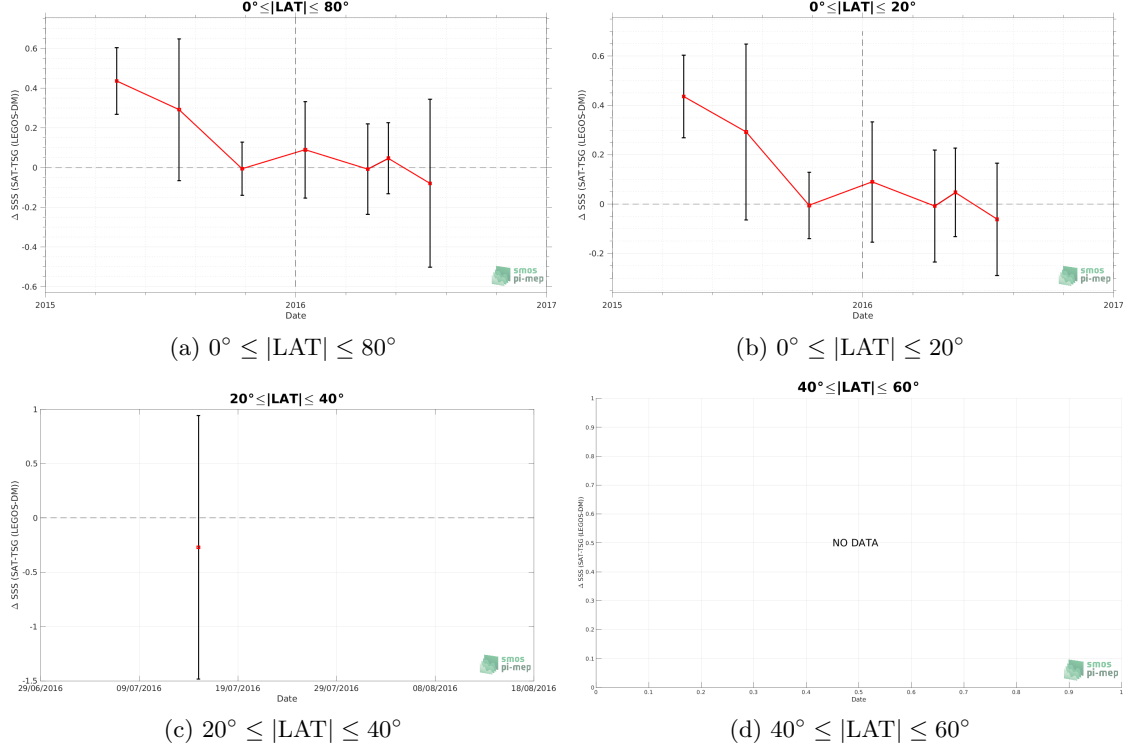 0°≤|LAT|≤ 80°
Δ SSS (SAT-TSG (LEGOS-DM))
0.6
0.4
0.2
0
-0.2
-0.4
-0.6
2015
2016
2017
Date
smos
pi-mep
(a) 0° ≤ |LAT| ≤ 80°
0°≤|LAT|≤ 20°
Δ SSS (SAT-TSG (LEGOS-DM))
0.6
0.4
0.2
0
-0.2
2015
2016
2017
Date
smos
pi-mep
(b) 0° ≤ |LAT| ≤ 20°
20°≤|LAT|≤ 40°
Δ SSS (SAT-TSG (LEGOS-DM))
1
0.5
0
-0.5
-1
-1.5
29/06/2016
09/07/2016
19/07/2016
29/07/2016
08/08/2016
18/08/2016
Date
smos
pi-mep
(c) 20° ≤ |LAT| ≤ 40°
40°≤|LAT|≤ 60°
Δ SSS (SAT-TSG (LEGOS-DM))
1
0.9
0.8
0.7
0.6
0.5
0.4
0.3
0.2
0.1
0
NO DATA
0
0.1
0.2
0.3
0.4
0.5
0.6
0.7
0.8
0.9
1
Date
smos
pi-mep
(d) 40° ≤ |LAT| ≤ 60°